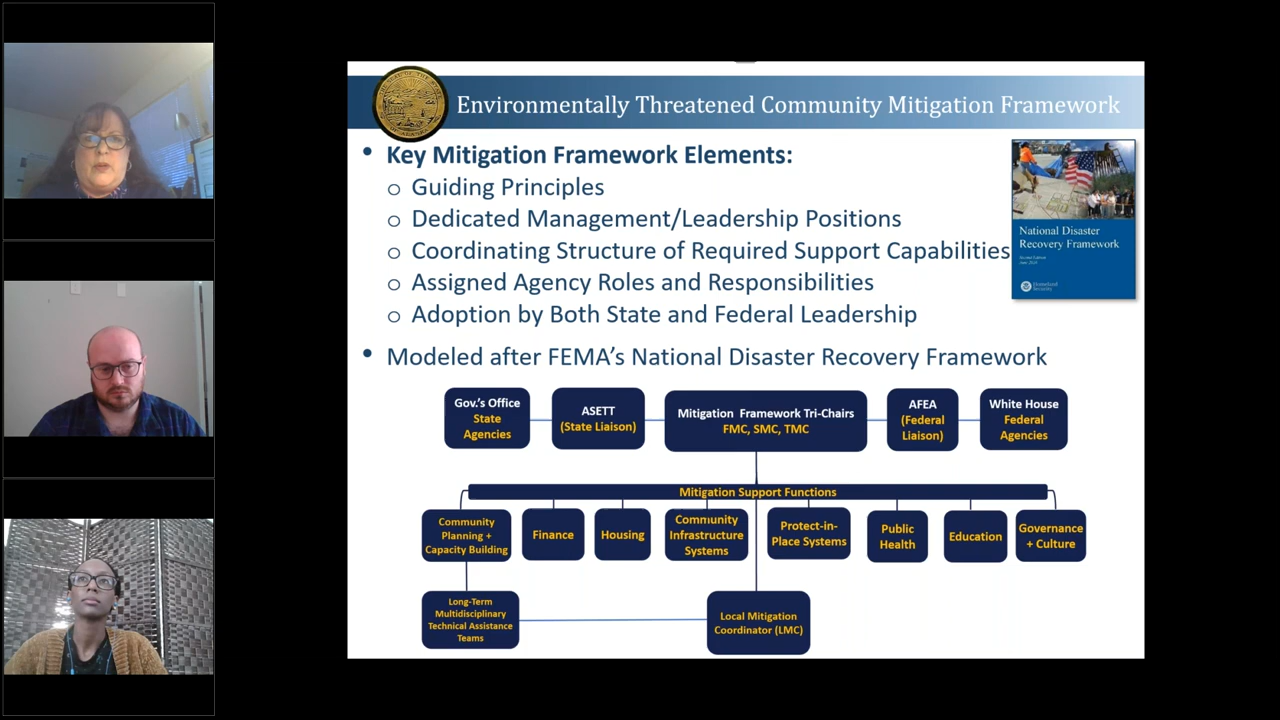 Environmentally Threatened Community Mitigation Framework
• Key Mitigation Framework Elements:
o Guiding Principles
o Dedicated Management/Leadership Positions
o Coordinating Structure of Required Support Capabilities
o Assigned Agency Roles and Responsibilities
o Adoption by Both State and Federal Leadership
National Disaster
Recovery Framework
Homeland
Security
• Modeled after FEMA's National Disaster Recovery Framework
Gov.'s Office
State
Agencies
ASETT
(State Liaison)
Mitigation Framework Tri-Chairs
FMC, SMC, TMC
AFEA
(Federal
Liaison)
White House
Federal
Agencies
Mitigation Support Functions
Community
Planning +
Capacity Building
Finance
Housing
Community
Infrastructure
Systems
Protect-in-
Place Systems
Public
Health
Education
Governance
+ Culture
Long-Term
Multidisciplinary
Technical Assistance
Teams
Local Mitigation
Coordinator (LMC)